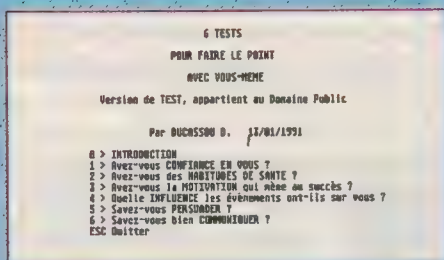 6 TESTS
POUR FAIRE LE POINT
AVEC VOUS-MEME
Version de TEST, appartient au Domaine Public
Par DUCASSOU D. 13/01/1991
0 > INTRODUCTION
1 > Avez-vous CONFIANCE EN VOUS ?
2 > Avez-vous des HABITUDES DE SANTE ?
3 > Avez-vous la MOTIVATION qui mène au succès ?
4 > Quelle INFLUENCE les évènements ont-ils sur vous ?
5 > Savez-vous PERSUADER ?
6 > Savez-vous bien COMMUNIQUER ?
ESC Quitter